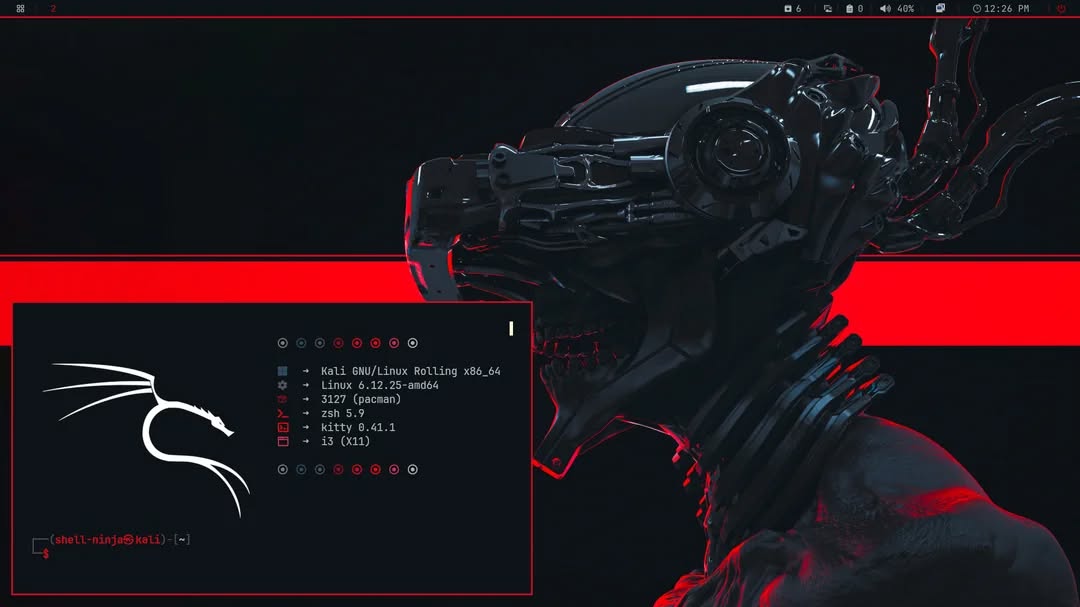 2 6 0 40% 12:26 PM
→ Kali GNU/Linux Rolling x86_64
→ Linux 6.12.25-amd64
→ 3127 (pacman)
→ zsh 5.9
→ kitty 0.41.1
→ i3 (X11)
┌──(shell-ninja㉿kali)-[~]
└─$